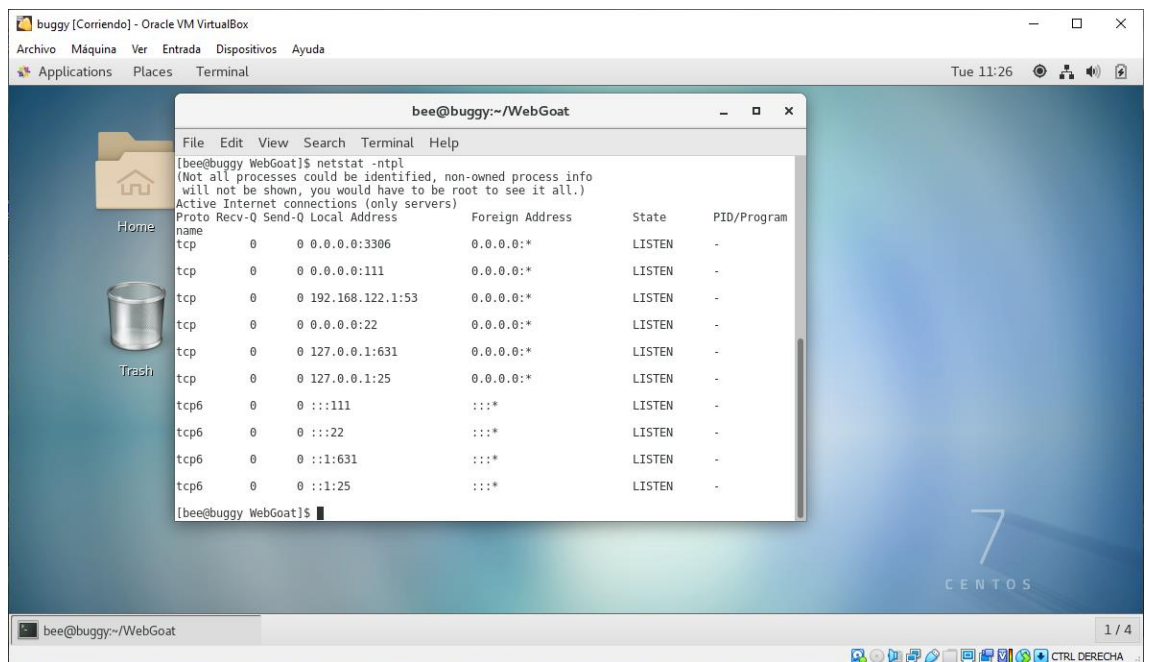 buggy [Corriendo] - Oracle VM VirtualBox
Archivo Máquina Ver Entrada Dispositivos Ayuda
Applications Places Terminal Tue 11:26
bee@buggy:~/WebGoat
File Edit View Search Terminal Help
[bee@buggy WebGoat]$ netstat -ntpl
(Not all processes could be identified, non-owned process info
will not be shown, you would have to be root to see it all.)
Active Internet connections (only servers)
Proto Recv-Q Send-Q Local Address Foreign Address State PID/Program
name
tcp 0 0 0.0.0.0:3306 0.0.0.0:* LISTEN -
tcp 0 0 0.0.0.0:111 0.0.0.0:* LISTEN -
tcp 0 0 192.168.122.1:53 0.0.0.0:* LISTEN -
tcp 0 0 0.0.0.0:22 0.0.0.0:* LISTEN -
tcp 0 0 127.0.0.1:631 0.0.0.0:* LISTEN -
tcp 0 0 127.0.0.1:25 0.0.0.0:* LISTEN -
tcp6 0 0 :::111 :::* LISTEN -
tcp6 0 0 :::22 :::* LISTEN -
tcp6 0 0 ::1:631 :::* LISTEN -
tcp6 0 0 ::1:25 :::* LISTEN -
[bee@buggy WebGoat]$
Home
Trash
7
CENTOS
bee@buggy:~/WebGoat 1 / 4
CTRL DERECHA